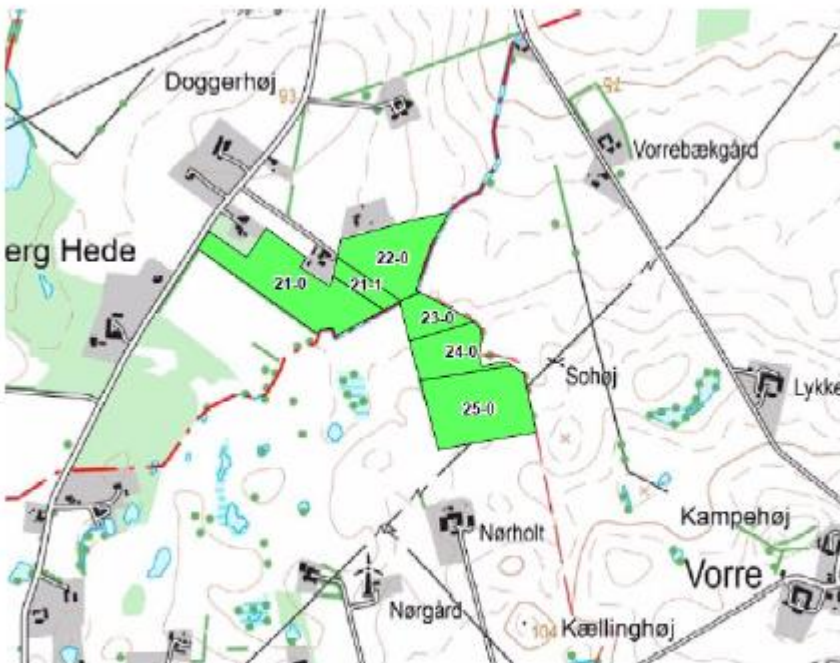 Doggerhøj
93
92
Vorrebækgård
erg Hede
22-0
21-0
21-1
23-0
24-0
Sohøj
Lykke
25-0
Kampehøj
Nørholt
Vorre
Nørgård
104
Kællinghøj